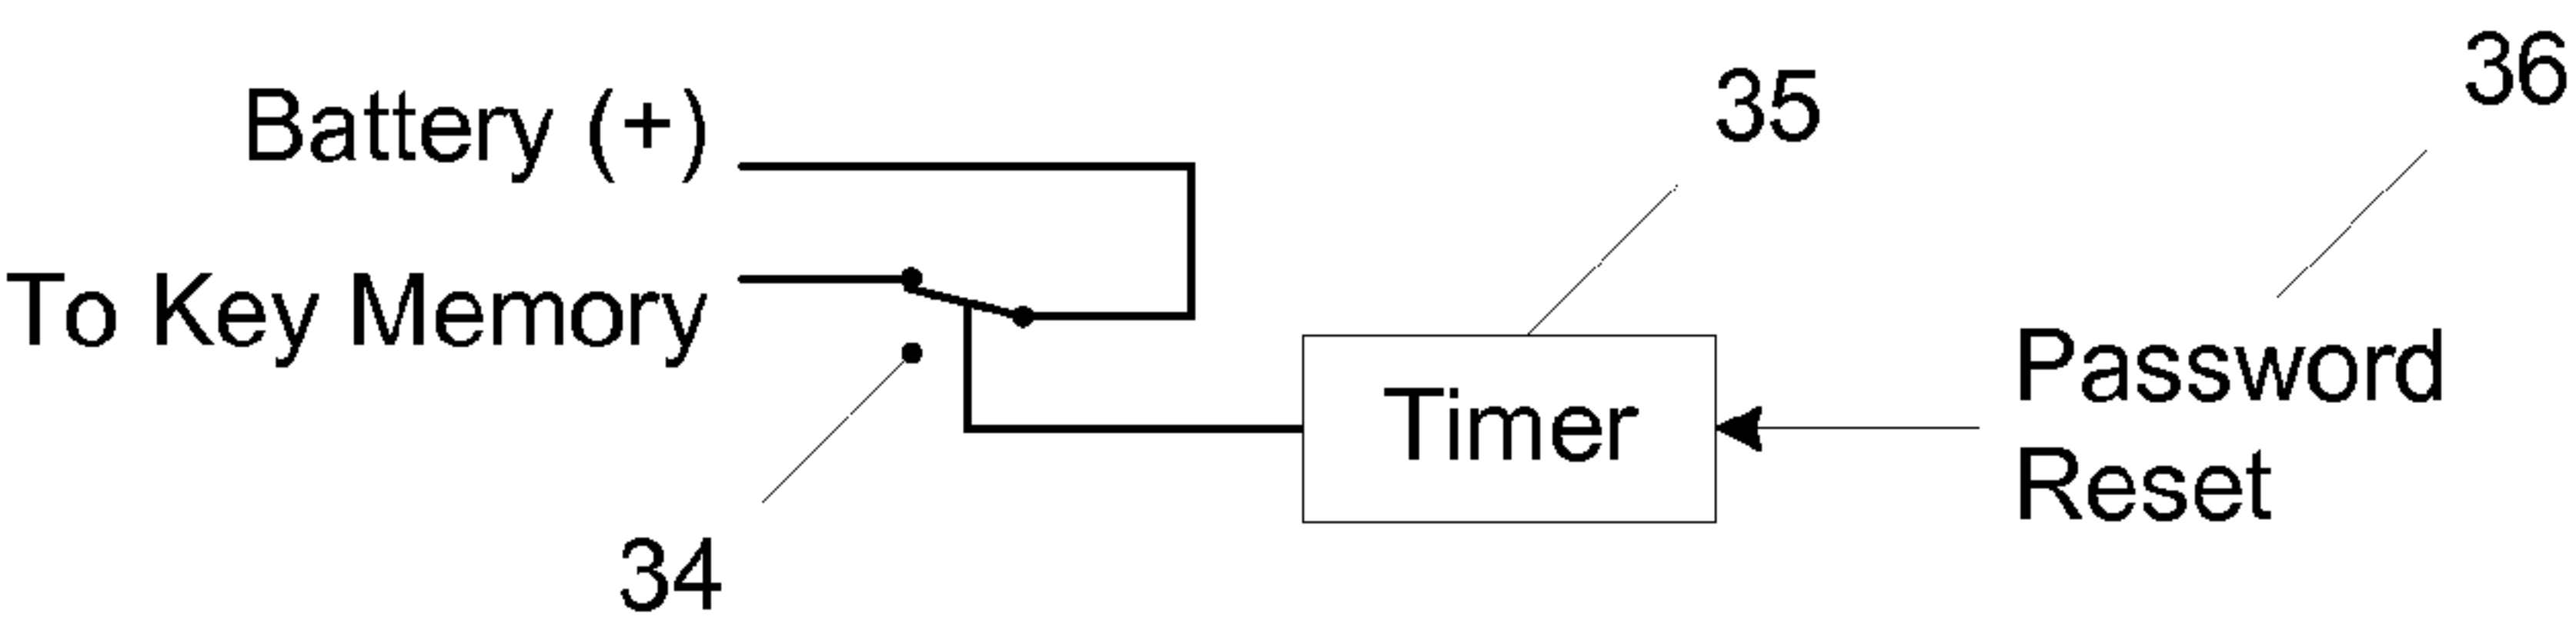 36
35
Battery (+)
To Key Memory
Timer
Password
Reset
34